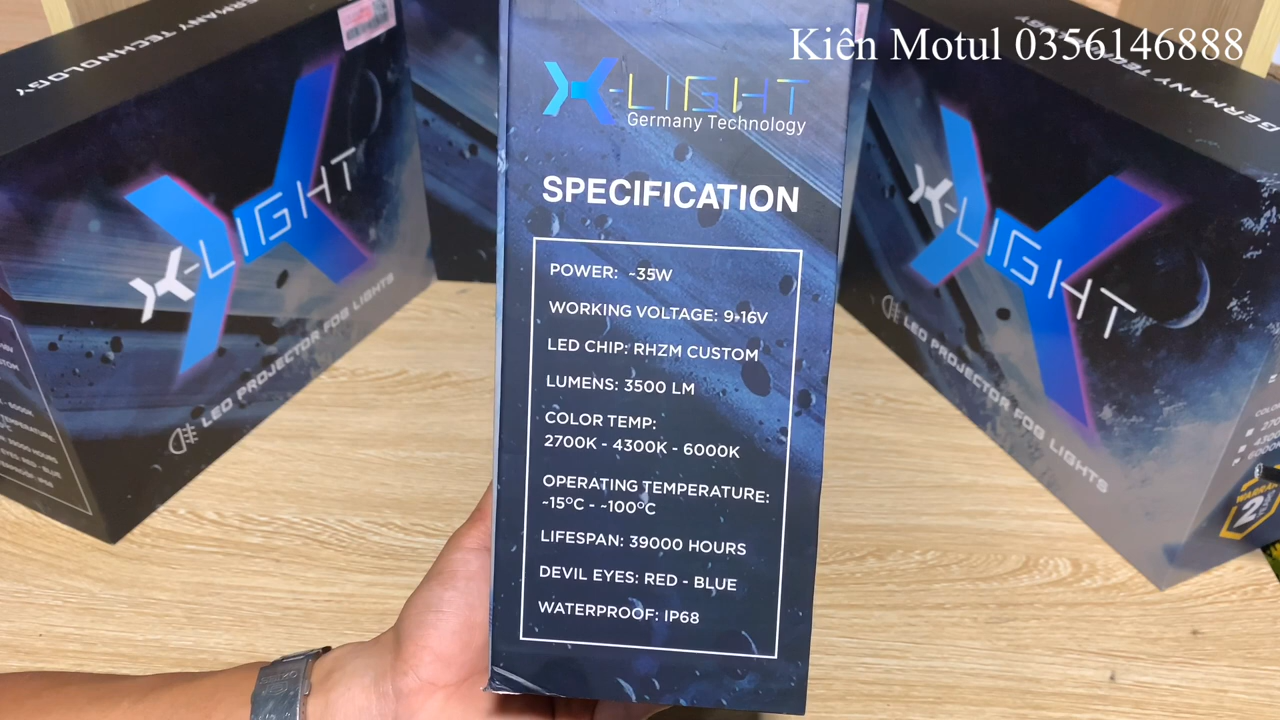 Kiên Motul 0356146888
GERMANY TECHNOLOGY
X-LIGHT
LED PROJECTOR FOG LIGHTS
X-LIGHT
Germany Technology
SPECIFICATION
POWER: ~35W
WORKING VOLTAGE: 9-16V
LED CHIP: RHZM CUSTOM
LUMENS: 3500 LM
COLOR TEMP:
2700K - 4300K - 6000K
OPERATING TEMPERATURE:
~15°C - ~100°C
LIFESPAN: 39000 HOURS
DEVIL EYES: RED - BLUE
WATERPROOF: IP68
GERMANY TECHNOLOGY
X-LIGHT
LED PROJECTOR FOG LIGHTS
2